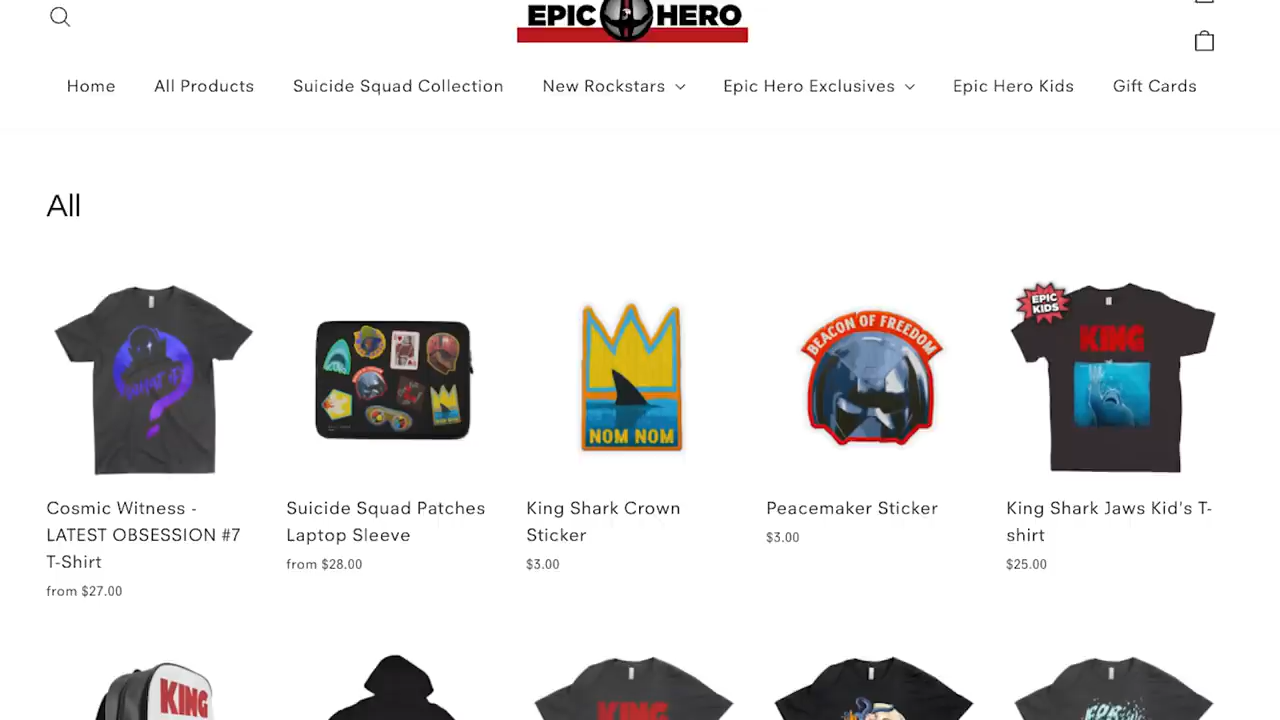 EPIC HERO
Home
All Products
Suicide Squad Collection
New Rockstars
Epic Hero Exclusives
Epic Hero Kids
Gift Cards
All
NOM NOM
BEACON OF FREEDOM
EPIC
KIDS
KING
Cosmic Witness -
LATEST OBSESSION #7
T-Shirt
from $27.00
Suicide Squad Patches
Laptop Sleeve
from $28.00
King Shark Crown
Sticker
$3.00
Peacemaker Sticker
$3.00
King Shark Jaws Kid's T-
shirt
$25.00
KING
KING